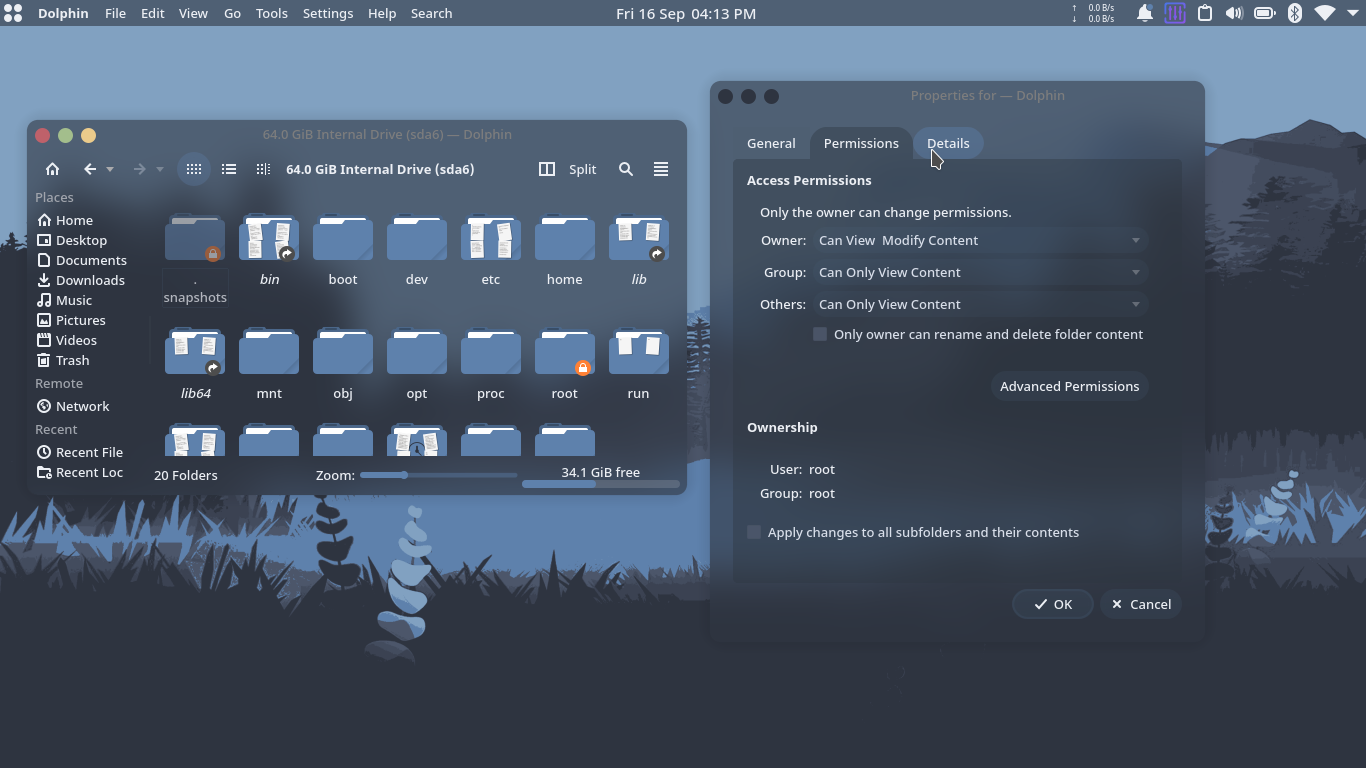 Dolphin File Edit View Go Tools Settings Help Search Fri 16 Sep 04:13 PM ↑ 0.0 B/s
↓ 0.0 B/s
64.0 GiB Internal Drive (sda6) — Dolphin
64.0 GiB Internal Drive (sda6) Split
Places
Home
Desktop
Documents
Downloads
Music
Pictures
Videos
Trash
Remote
Network
Recent
Recent File
Recent Loc
.
snapshots
bin boot dev etc home lib
lib64 mnt obj opt proc root run
20 Folders Zoom: 34.1 GiB free
Properties for — Dolphin
General Permissions Details
Access Permissions
Only the owner can change permissions.
Owner: Can View Modify Content
Group: Can Only View Content
Others: Can Only View Content
Only owner can rename and delete folder content
Advanced Permissions
Ownership
User: root
Group: root
Apply changes to all subfolders and their contents
OK Cancel